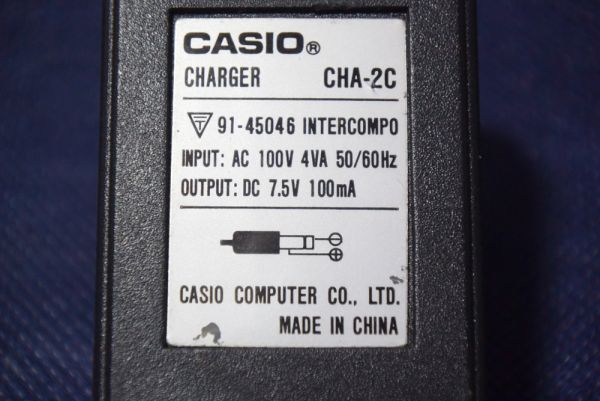 CASIO®
CHARGER CHA-2C
T 91-45046 INTERCOMPO
INPUT: AC 100V 4VA 50/60Hz
OUTPUT: DC 7.5V 100mA
CASIO COMPUTER CO., LTD.
MADE IN CHINA